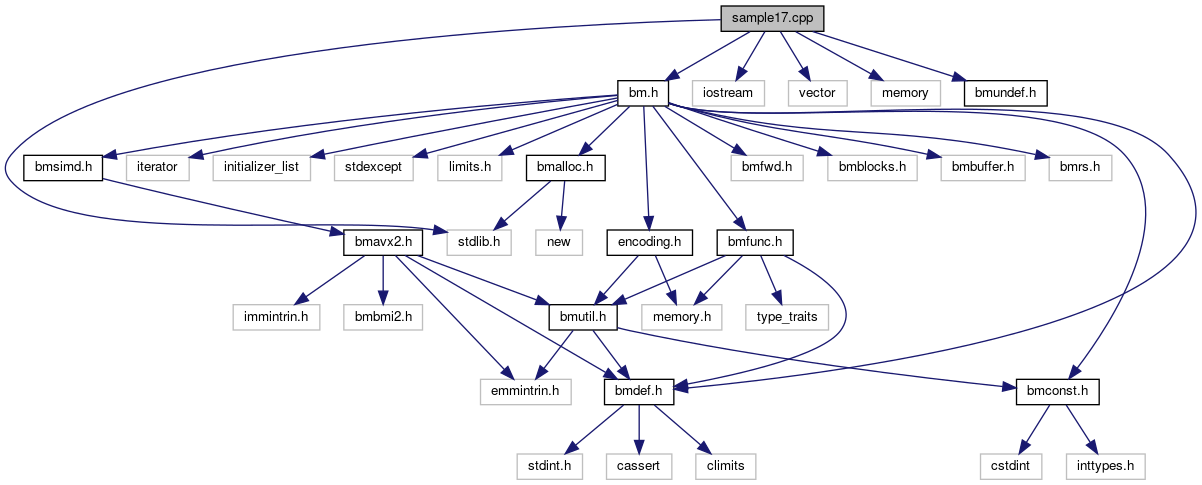 sample17.cpp
bm.h
iostream
vector
memory
bmundef.h
bmsimd.h
iterator
initializer_list
stdexcept
limits.h
bmalloc.h
bmfwd.h
bmblocks.h
bmbuffer.h
bmrs.h
bmavx2.h
stdlib.h
new
encoding.h
bmfunc.h
immintrin.h
bmbmi2.h
bmutil.h
memory.h
type_traits
emmintrin.h
bmdef.h
bmconst.h
stdint.h
cassert
climits
cstdint
inttypes.h